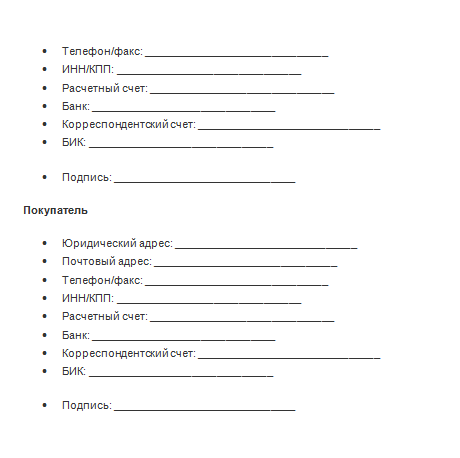 • Телефон/факс: ______________________________
• ИНН/КПП: ______________________________
• Расчетный счет: ______________________________
• Банк: ______________________________
• Корреспондентский счет: ______________________________
• БИК: ______________________________
• Подпись: ______________________________
Покупатель
• Юридический адрес: ______________________________
• Почтовый адрес: ______________________________
• Телефон/факс: ______________________________
• ИНН/КПП: ______________________________
• Расчетный счет: ______________________________
• Банк: ______________________________
• Корреспондентский счет: ______________________________
• БИК: ______________________________
• Подпись: ______________________________